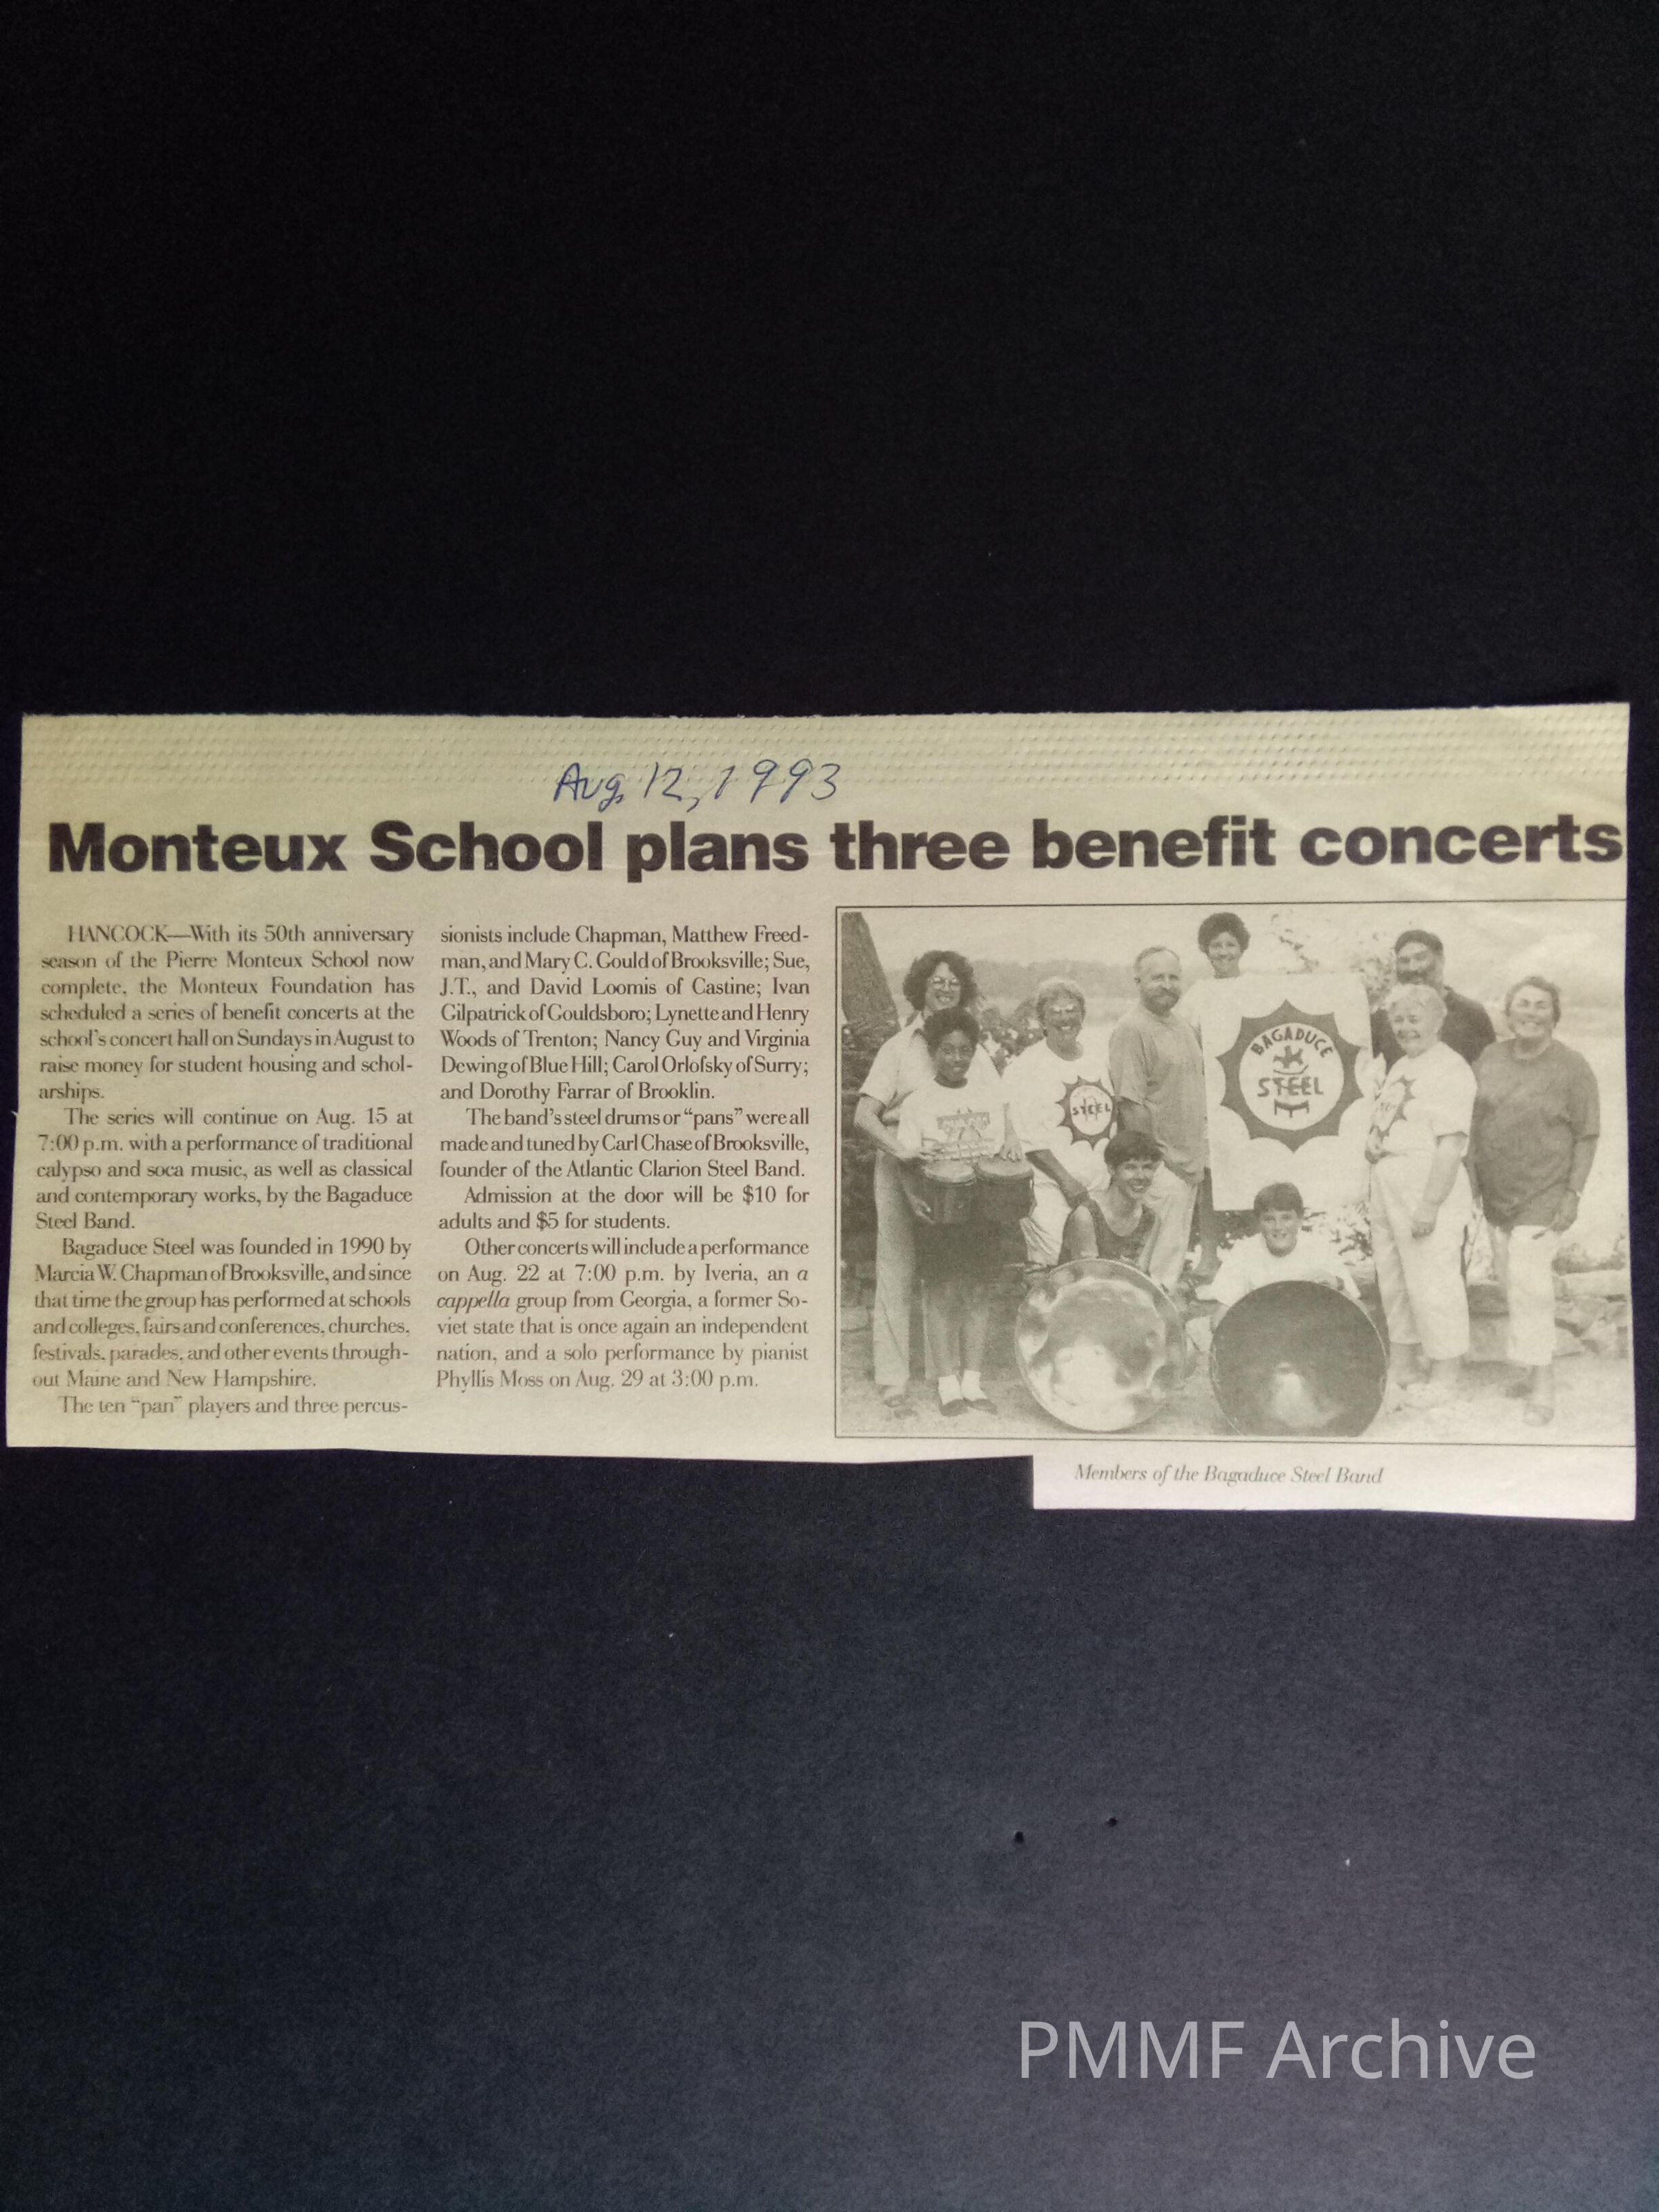 Aug. 12, 1993
Monteux School plans three benefit concerts
HANCOCK—With its 50th anniversary
season of the Pierre Monteux School now
complete, the Monteux Foundation has
scheduled a series of benefit concerts at the
school's concert hall on Sundays in August to
raise money for student housing and schol-
arships.
The series will continue on Aug. 15 at
7:00 p.m. with a performance of traditional
calypso and soca music, as well as classical
and contemporary works, by the Bagaduce
Steel Band.
Bagaduce Steel was founded in 1990 by
Marcia W. Chapman of Brooksville, and since
that time the group has performed at schools
and colleges, fairs and conferences, churches,
festivals, parades, and other events through-
out Maine and New Hampshire.
The ten "pan" players and three percus-
sionists include Chapman, Matthew Freed-
man, and Mary C. Gould of Brooksville; Sue,
J.T., and David Loomis of Castine; Ivan
Gilpatrick of Gouldsboro; Lynette and Henry
Woods of Trenton; Nancy Guy and Virginia
Dewing of Blue Hill; Carol Orlofsky of Surry;
and Dorothy Farrar of Brooklin.
The band's steel drums or "pans" were all
made and tuned by Carl Chase of Brooksville,
founder of the Atlantic Clarion Steel Band.
Admission at the door will be $10 for
adults and $5 for students.
Other concerts will include a performance
on Aug. 22 at 7:00 p.m. by Iveria, an a
cappella group from Georgia, a former So-
viet state that is once again an independent
nation, and a solo performance by pianist
Phyllis Moss on Aug. 29 at 3:00 p.m.
STEEL
BAGADUCE
STEEL
Members of the Bagaduce Steel Band
PMMF Archive